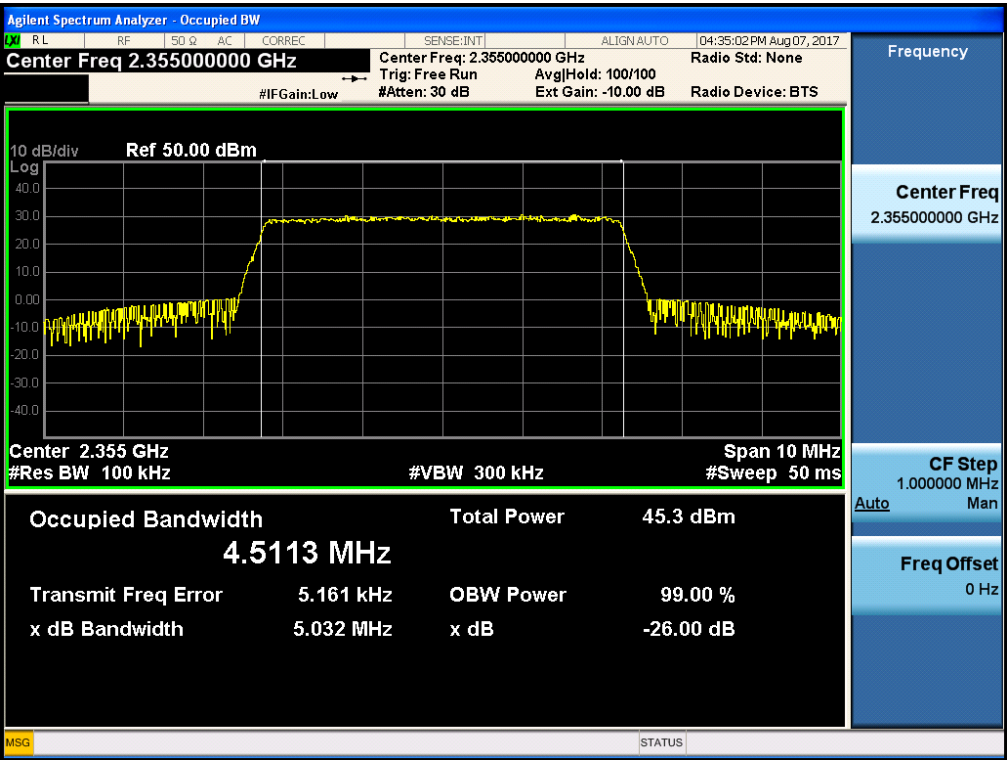 Agilent Spectrum Analyzer - Occupied BW
LXI RL RF 50 Ω AC CORREC SENSE:INT ALIGN AUTO 04:35:02 PM Aug 07, 2017
Center Freq 2.355000000 GHz
Center Freq: 2.355000000 GHz Radio Std: None
Trig: Free Run Avg|Hold: 100/100
#IFGain:Low #Atten: 30 dB Ext Gain: -10.00 dB Radio Device: BTS
10 dB/div Ref 50.00 dBm
Log
40.0
30.0
20.0
10.0
0.00
-10.0
-20.0
-30.0
-40.0
Center 2.355 GHz Span 10 MHz
#Res BW 100 kHz #VBW 300 kHz #Sweep 50 ms
Occupied Bandwidth Total Power 45.3 dBm
4.5113 MHz
Transmit Freq Error 5.161 kHz OBW Power 99.00 %
x dB Bandwidth 5.032 MHz x dB -26.00 dB
Frequency
Center Freq
2.355000000 GHz
CF Step
1.000000 MHz
Auto Man
Freq Offset
0 Hz
MSG STATUS